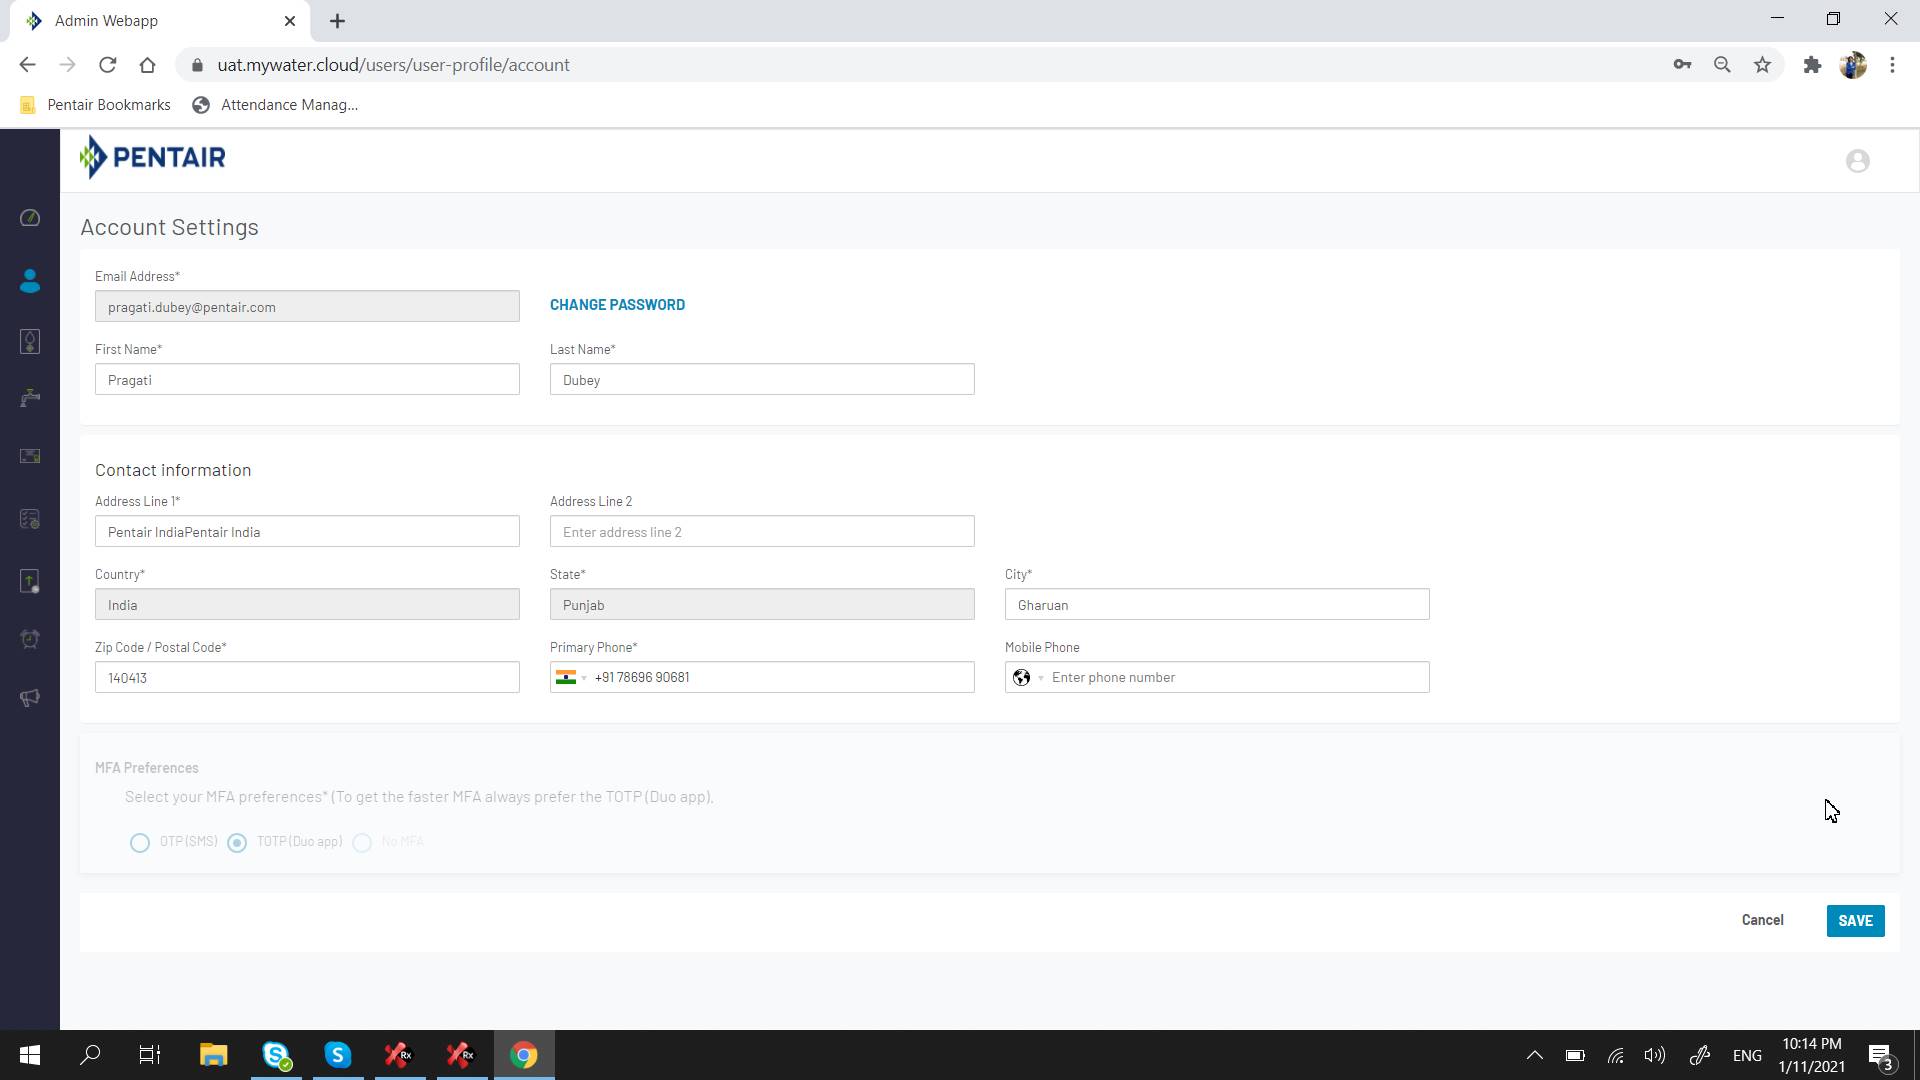 Admin Webapp
uat.mywater.cloud/users/user-profile/account
Pentair Bookmarks
Attendance Manag...
PENTAIR
Account Settings
Email Address*
pragati.dubey@pentair.com
CHANGE PASSWORD
First Name*
Last Name*
Pragati
Dubey
Contact information
Address Line 1*
Address Line 2
Pentair IndiaPentair India
Enter address line 2
Country*
State*
City*
India
Punjab
Gharuan
Zip Code / Postal Code*
Primary Phone*
Mobile Phone
140413
+91 78696 90681
Enter phone number
MFA Preferences
Select your MFA preferences* (To get the faster MFA always prefer the TOTP (Duo app).
OTP (SMS)
TOTP (Duo app)
No MFA
Cancel
SAVE
S
S
Rx
Rx
ENG
10:14 PM
1/11/2021
3